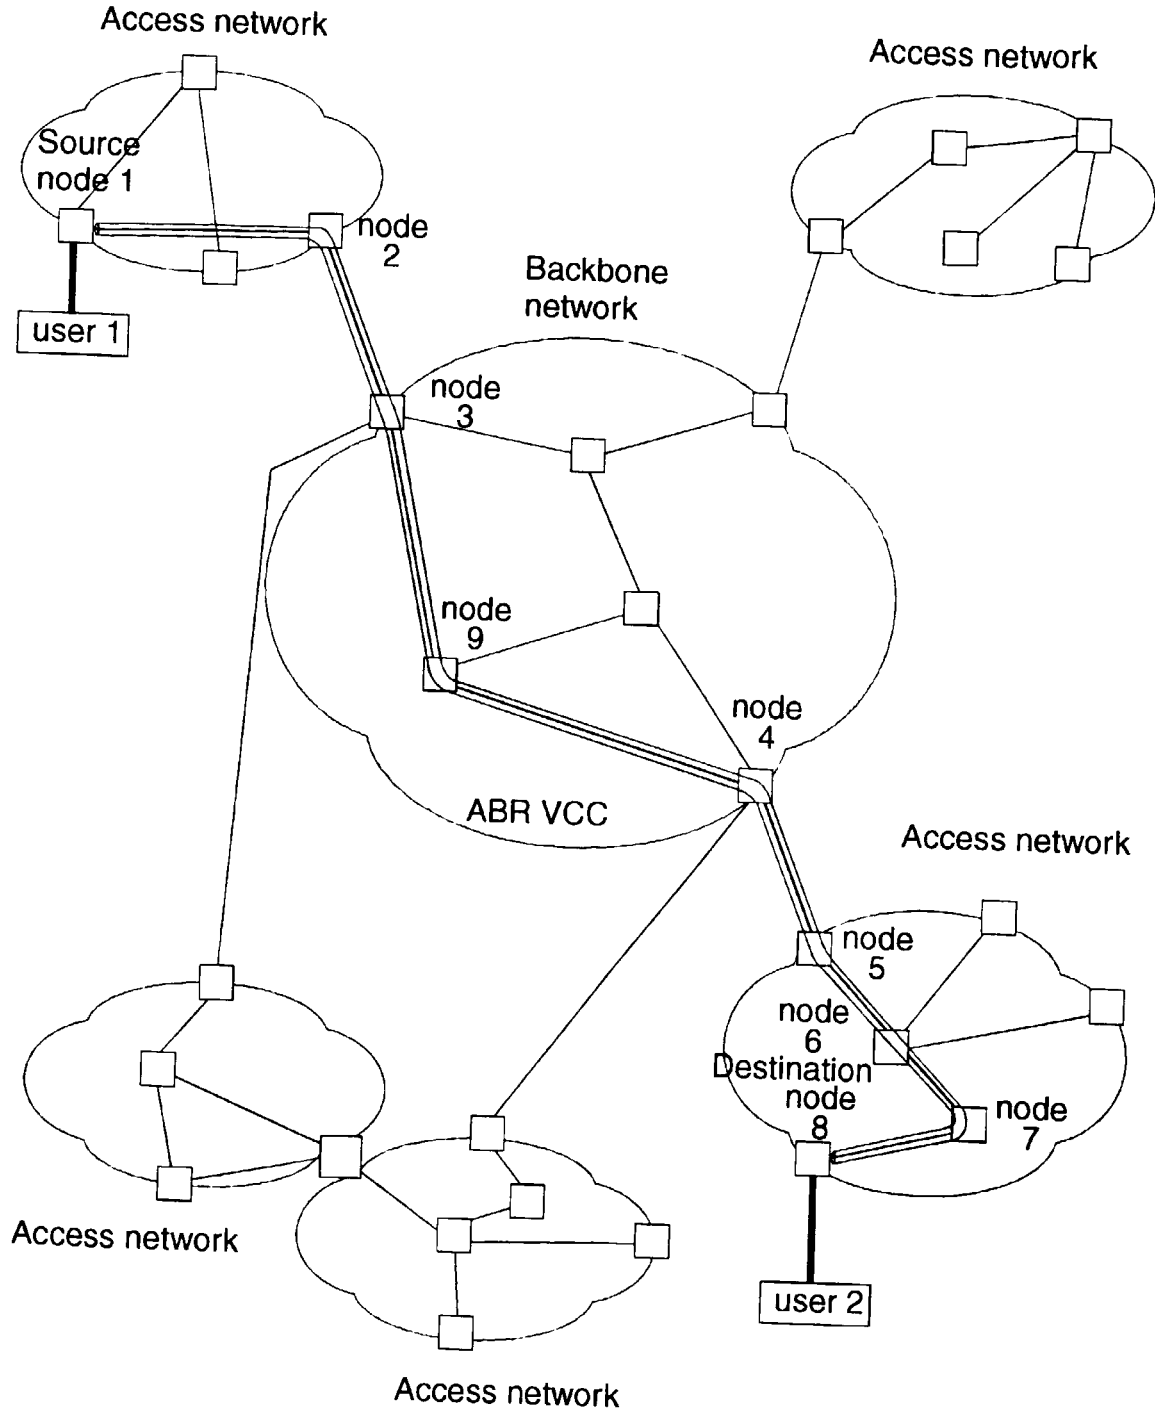 Access network
Access network
Source
node 1
node
2
user 1
Backbone
network
node
3
node
9
node
4
ABR VCC
Access network
node
5
node
6
Destination
node
8
node
7
Access network
user 2
Access network